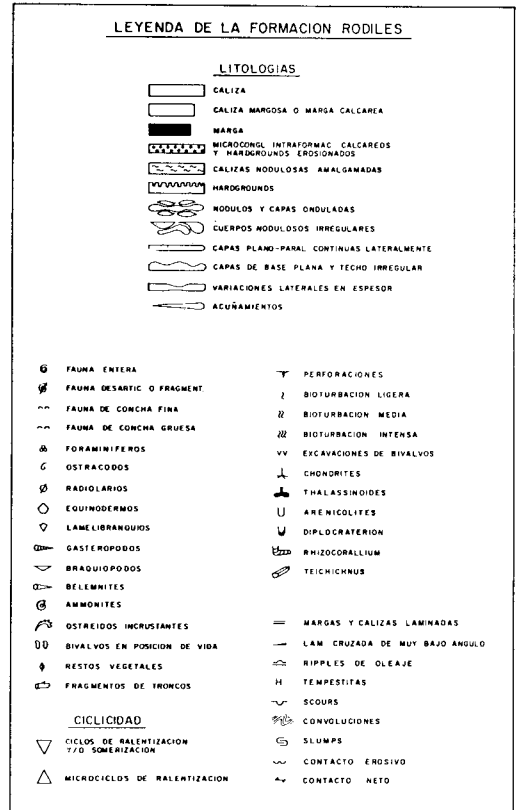 LEYENDA DE LA FORMACION RODILES
LITOLOGIAS
CALIZA
CALIZA MARGOSA O MARGA CALCAREA
MARGA
MICROCONGL INTRAFORMAC CALCAREOS
Y HARDGROUNDS EROSIONADOS
CALIZAS NODULOSAS AMALGAMADAS
HARDGROUNDS
NODULOS Y CAPAS ONDULADAS
CUERPOS NODULOSOS IRREGULARES
CAPAS PLANO-PARAL CONTINUAS LATERALMENTE
CAPAS DE BASE PLANA Y TECHO IRREGULAR
VARIACIONES LATERALES EN ESPESOR
ACUÑAMIENTOS
FAUNA ENTERA
FAUNA DESARTIC O FRAGMENT.
FAUNA DE CONCHA FINA
FAUNA DE CONCHA GRUESA
FORAMINIFEROS
OSTRACODOS
RADIOLARIOS
EQUINODERMOS
LAMELIBRANQUIOS
GASTEROPODOS
BRAQUIOPODOS
BELEMNITES
AMMONITES
OSTREIDOS INCRUSTANTES
BIVALVOS EN POSICION DE VIDA
RESTOS VEGETALES
FRAGMENTOS DE TRONCOS
CICLICIDAD
CICLOS DE RALENTIZACION
Y/O SOMERIZACION
MICROCICLOS DE RALENTIZACION
PERFORACIONES
BIOTURBACION LIGERA
BIOTURBACION MEDIA
BIOTURBACION INTENSA
EXCAVACIONES DE BIVALVOS
CHONDRITES
THALASSINOIDES
ARENICOLITES
DIPLOCRATERION
RHIZOCORALLIUM
TEICHICHNUS
MARGAS Y CALIZAS LAMINADAS
LAM CRUZADA DE MUY BAJO ANGULO
RIPPLES DE OLEAJE
H TEMPESTITAS
SCOURS
CONVOLUCIONES
SLUMPS
CONTACTO EROSIVO
CONTACTO NETO